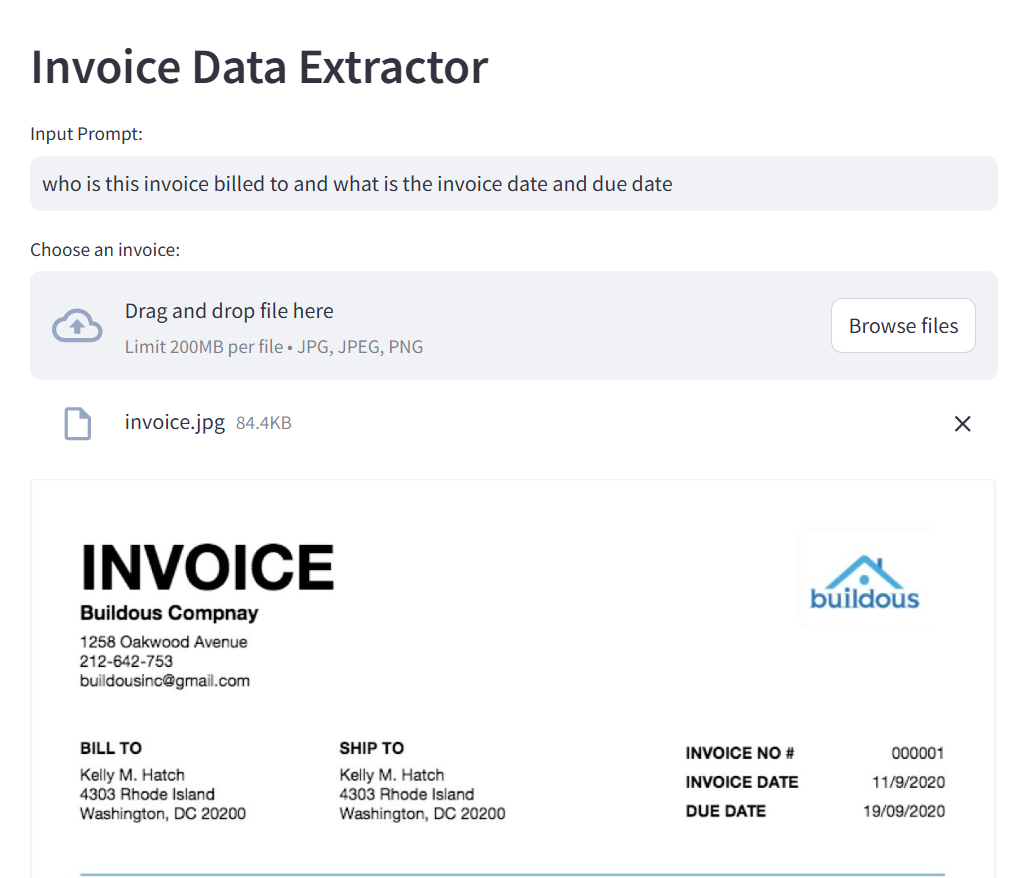 Invoice Data Extractor
Input Prompt:
who is this invoice billed to and what is the invoice date and due date
Choose an invoice:
Drag and drop file here
Limit 200MB per file • JPG, JPEG, PNG
Browse files
invoice.jpg 84.4KB
INVOICE
buildous
Buildous Compnay
1258 Oakwood Avenue
212-642-753
buildousinc@gmail.com
BILL TO
Kelly M. Hatch
4303 Rhode Island
Washington, DC 20200
SHIP TO
Kelly M. Hatch
4303 Rhode Island
Washington, DC 20200
INVOICE NO # 000001
INVOICE DATE 11/9/2020
DUE DATE 19/09/2020